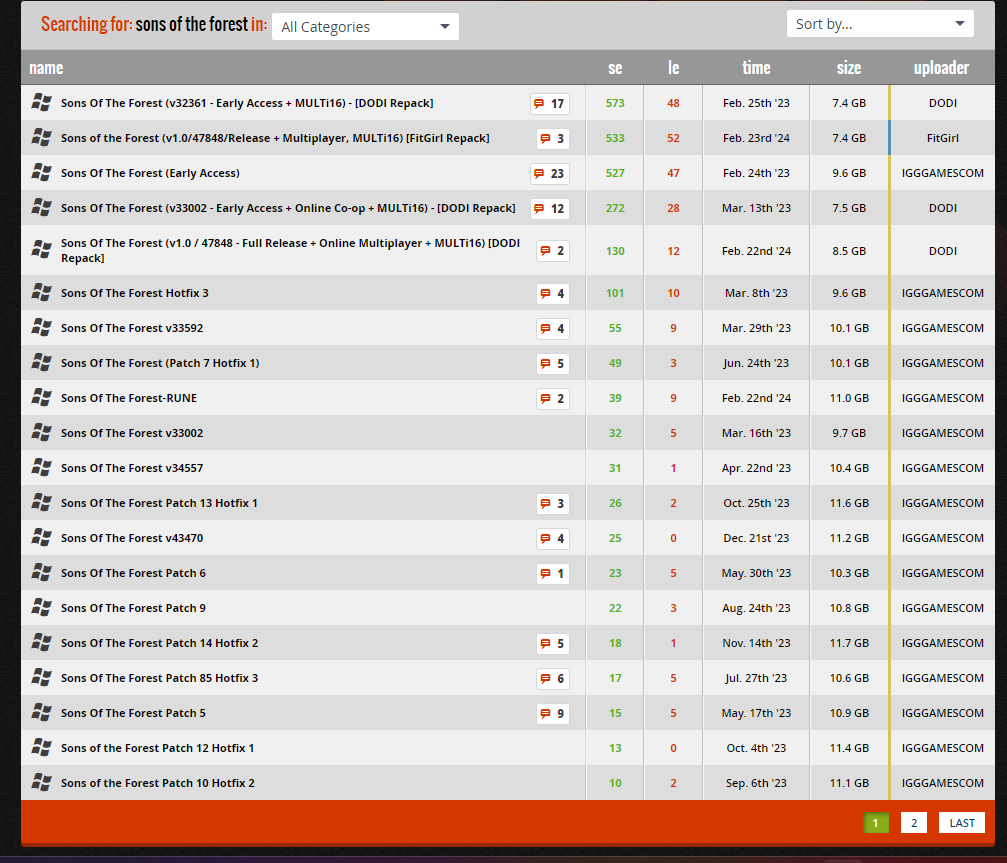 Searching for: sons of the forest in: All Categories Sort by...
name se le time size uploader
Sons Of The Forest (v32361 - Early Access + MULTi16) - [DODI Repack] 17 573 48 Feb. 25th '23 7.4 GB DODI
Sons of the Forest (v1.0/47848/Release + Multiplayer, MULTi16) [FitGirl Repack] 3 533 52 Feb. 23rd '24 7.4 GB FitGirl
Sons Of The Forest (Early Access) 23 527 47 Feb. 24th '23 9.6 GB IGGGAMESCOM
Sons Of The Forest (v33002 - Early Access + Online Co-op + MULTi16) - [DODI Repack] 12 272 28 Mar. 13th '23 7.5 GB DODI
Sons Of The Forest (v1.0 / 47848 - Full Release + Online Multiplayer + MULTi16) [DODI
Repack] 2 130 12 Feb. 22nd '24 8.5 GB DODI
Sons Of The Forest Hotfix 3 4 101 10 Mar. 8th '23 9.6 GB IGGGAMESCOM
Sons Of The Forest v33592 4 55 9 Mar. 29th '23 10.1 GB IGGGAMESCOM
Sons Of The Forest (Patch 7 Hotfix 1) 5 49 3 Jun. 24th '23 10.1 GB IGGGAMESCOM
Sons Of The Forest-RUNE 2 39 9 Feb. 22nd '24 11.0 GB IGGGAMESCOM
Sons Of The Forest v33002 32 5 Mar. 16th '23 9.7 GB IGGGAMESCOM
Sons Of The Forest v34557 31 1 Apr. 22nd '23 10.4 GB IGGGAMESCOM
Sons Of The Forest Patch 13 Hotfix 1 3 26 2 Oct. 25th '23 11.6 GB IGGGAMESCOM
Sons Of The Forest v43470 4 25 0 Dec. 21st '23 11.2 GB IGGGAMESCOM
Sons Of The Forest Patch 6 1 23 5 May. 30th '23 10.3 GB IGGGAMESCOM
Sons Of The Forest Patch 9 22 3 Aug. 24th '23 10.8 GB IGGGAMESCOM
Sons Of The Forest Patch 14 Hotfix 2 5 18 1 Nov. 14th '23 11.7 GB IGGGAMESCOM
Sons Of The Forest Patch 85 Hotfix 3 6 17 5 Jul. 27th '23 10.6 GB IGGGAMESCOM
Sons Of The Forest Patch 5 9 15 5 May. 17th '23 10.9 GB IGGGAMESCOM
Sons of the Forest Patch 12 Hotfix 1 13 0 Oct. 4th '23 11.4 GB IGGGAMESCOM
Sons of the Forest Patch 10 Hotfix 2 10 2 Sep. 6th '23 11.1 GB IGGGAMESCOM
1 2 LAST